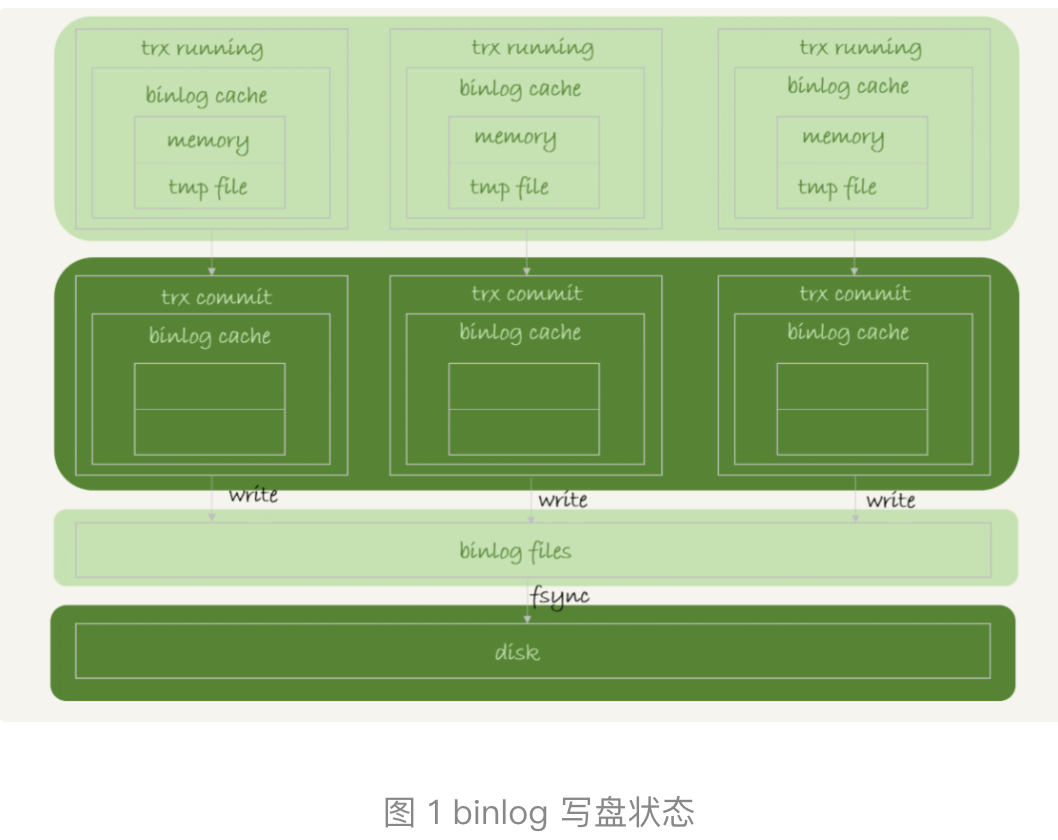 trx running
trx running
trx running
binlog cache
binlog cache
binlog cache
memory
memory
memory
tmp file
tmp file
tmp file
trx commit
trx commit
trx commit
binlog cache
binlog cache
binlog cache
write
write
write
binlog files
fsync
disk
图 1 binlog 写盘状态